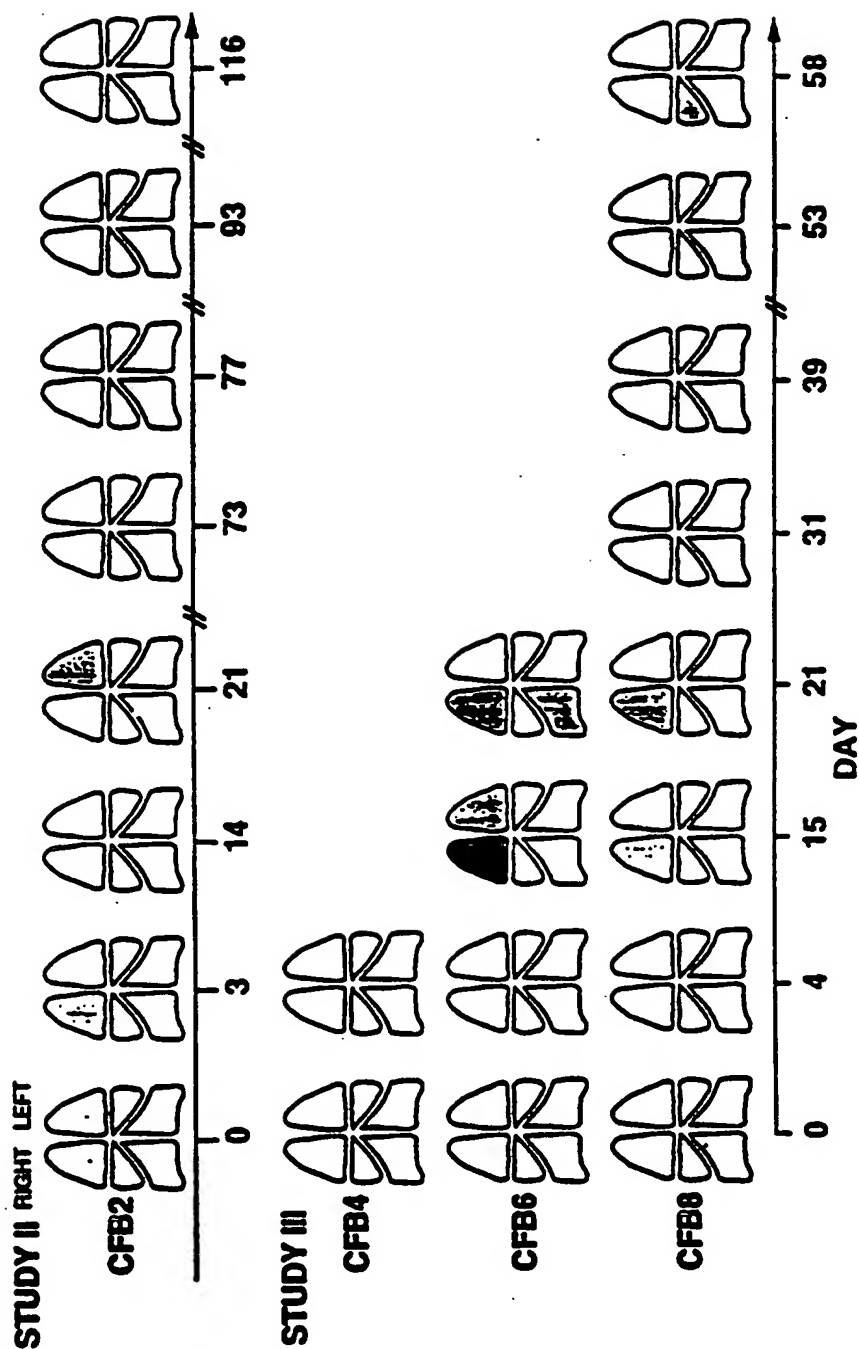 STUDY II RIGHT LEFT
CFB2
0 3 14 21 73 77 93 116
STUDY III
CFB4
CFB6
CFB8
0 4 15 21 31 39 53 58
DAY